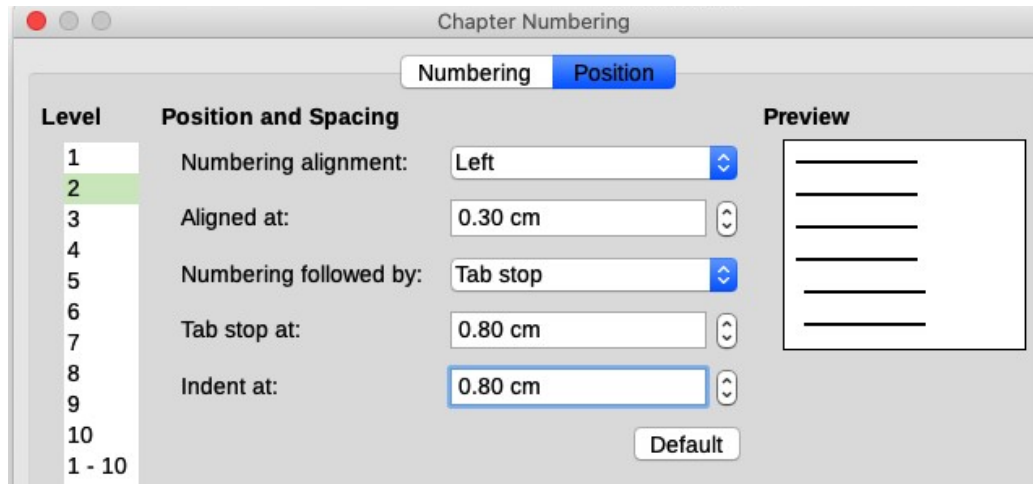 Chapter Numbering
Numbering Position
Level Position and Spacing Preview
1 Numbering alignment: Left
2
3 Aligned at: 0.30 cm
4
5 Numbering followed by: Tab stop
6
7 Tab stop at: 0.80 cm
8
9 Indent at: 0.80 cm
10
Default
1 - 10